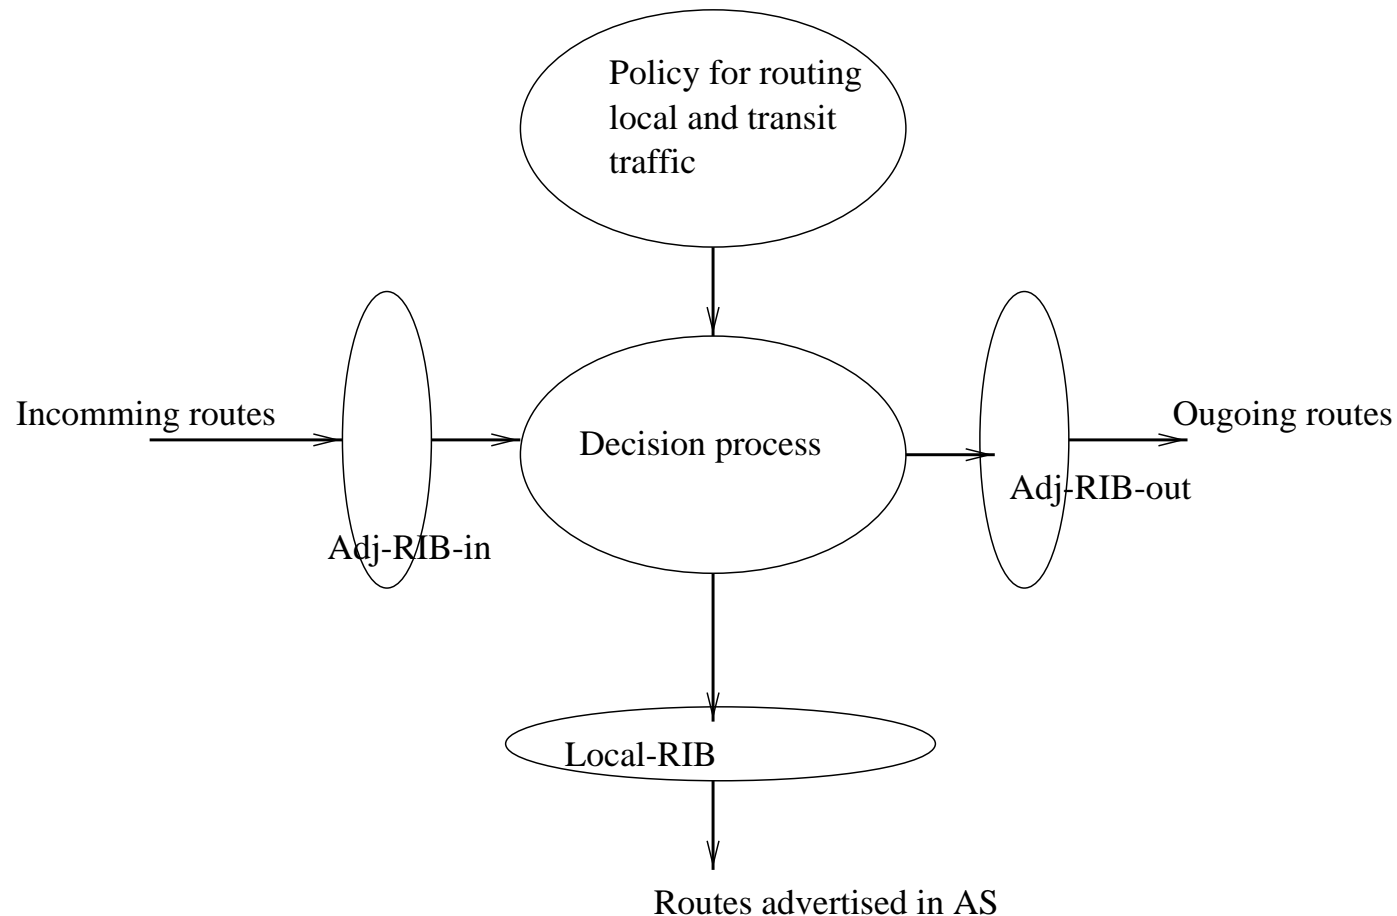 Policy for routing
local and transit
traffic
Incomming routes
Decision process
Ougoing routes
Adj-RIB-out
Adj-RIB-in
Local-RIB
Routes advertised in AS